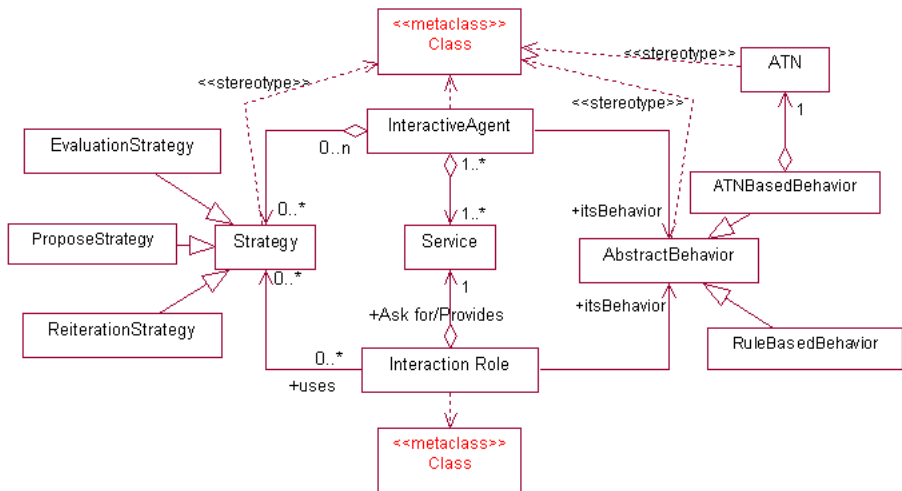 <<metaclass>>
Class
<<stereotype>>
ATN
<<stereotype>>
<<stereotype>>
1
InteractiveAgent
EvaluationStrategy
0..n
1..*
ATNBasedBehavior
0..*
1..*
+itsBehavior
ProposeStrategy
Strategy
Service
AbstractBehavior
0..*
1
+itsBehavior
+Ask for/Provides
ReiterationStrategy
RuleBasedBehavior
0..*
Interaction Role
+uses
<<metaclass>>
Class